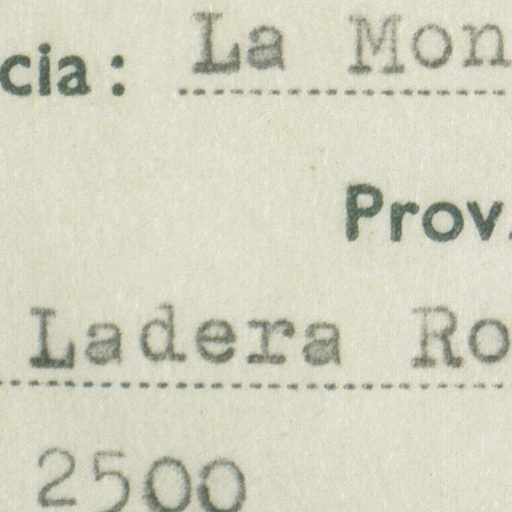 cia: La Mon
Prov.
Ladera Ro
2500